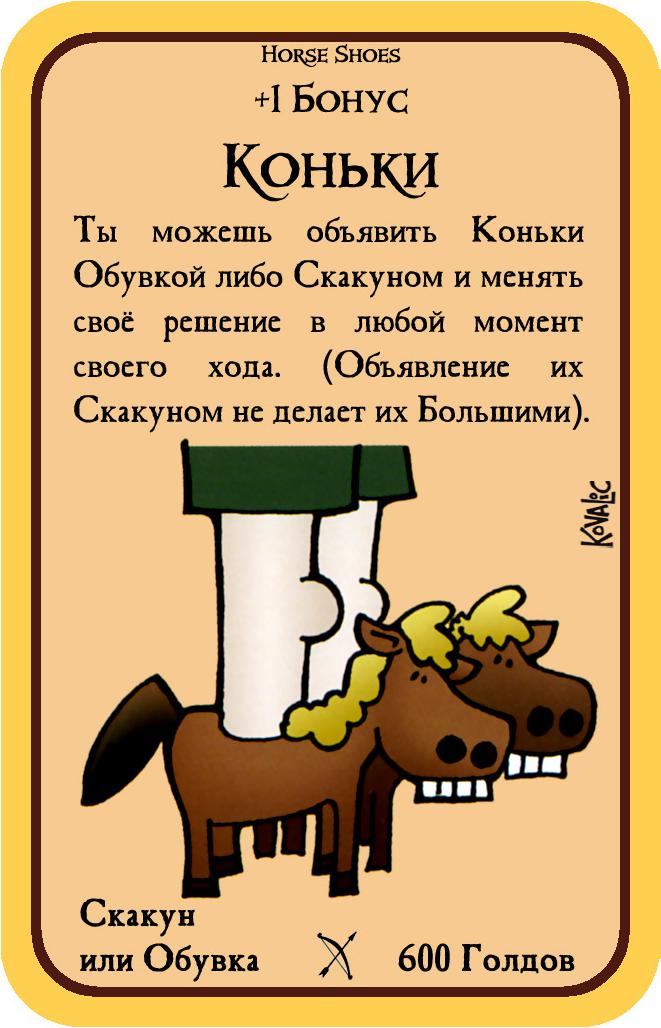 Horse Shoes
+1 Бонус
Коньки
Ты можешь объявить Коньки
Обувкой либо Скакуном и менять
своё решение в любой момент
своего хода. (Объявление их
Скакуном не делает их Большими).
Kovalic
Скакун
или Обувка
600 Голдов